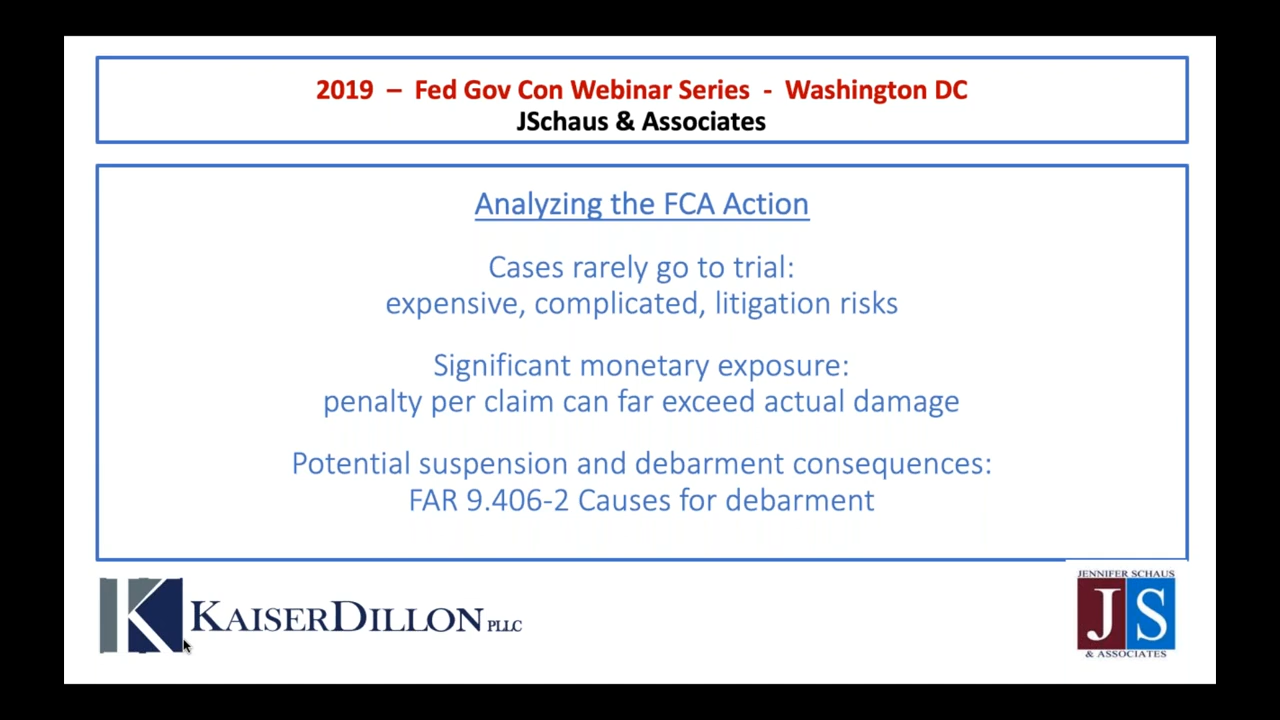 2019 – Fed Gov Con Webinar Series - Washington DC
JSchaus & Associates
Analyzing the FCA Action
Cases rarely go to trial:
expensive, complicated, litigation risks
Significant monetary exposure:
penalty per claim can far exceed actual damage
Potential suspension and debarment consequences:
FAR 9.406-2 Causes for debarment
K KAISERDILLON PLLC
JENNIFER SCHAUS
JS
& ASSOCIATES